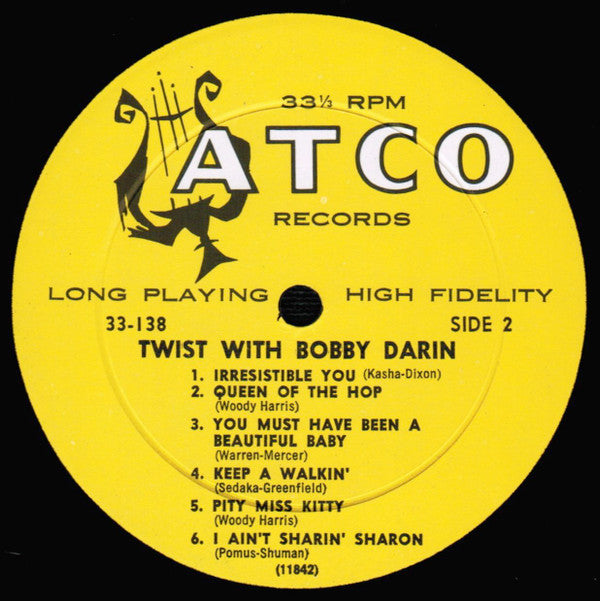 33⅓ RPM
ATCO
RECORDS
LONG PLAYING HIGH FIDELITY
33-138 SIDE 2
TWIST WITH BOBBY DARIN
1. IRRESISTIBLE YOU (Kasha-Dixon)
2. QUEEN OF THE HOP
(Woody Harris)
3. YOU MUST HAVE BEEN A
BEAUTIFUL BABY
(Warren-Mercer)
4. KEEP A WALKIN'
(Sedaka-Greenfield)
5. PITY MISS KITTY
(Woody Harris)
6. I AIN'T SHARIN' SHARON
(Pomus-Shuman)
(11842)